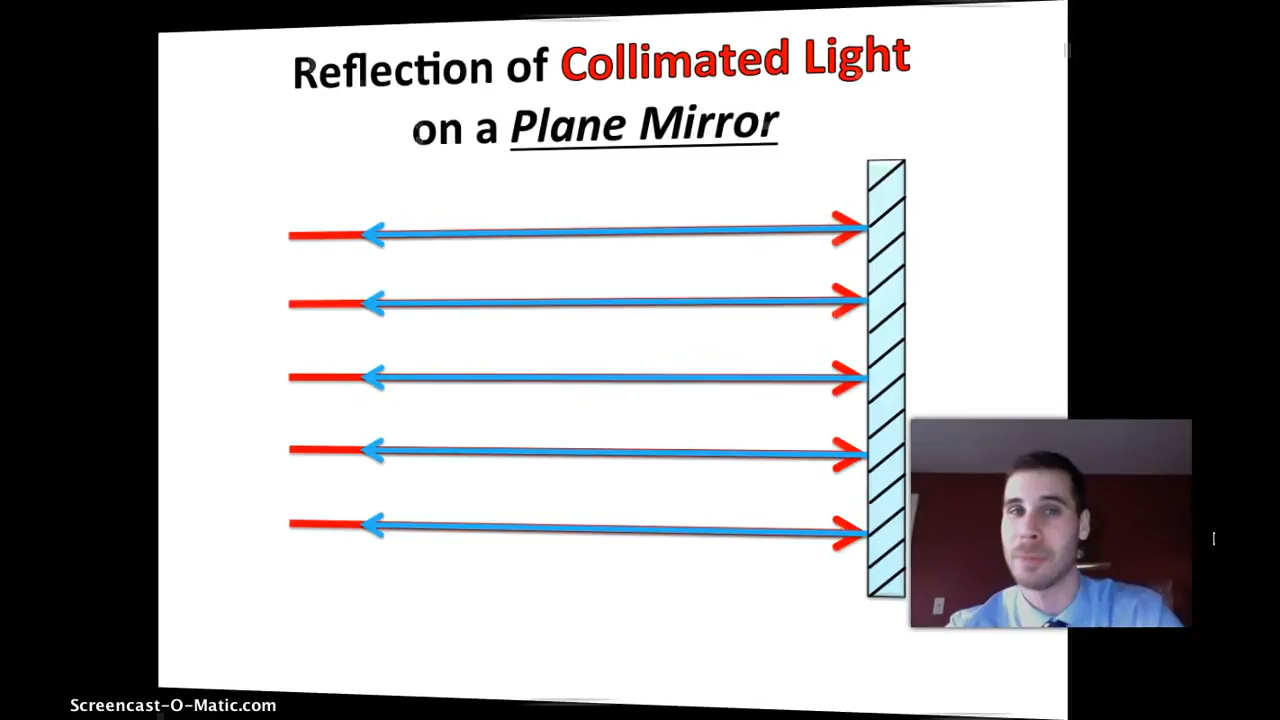 Reflection of Collimated Light
on a Plane Mirror
Screencast-O-Matic.com